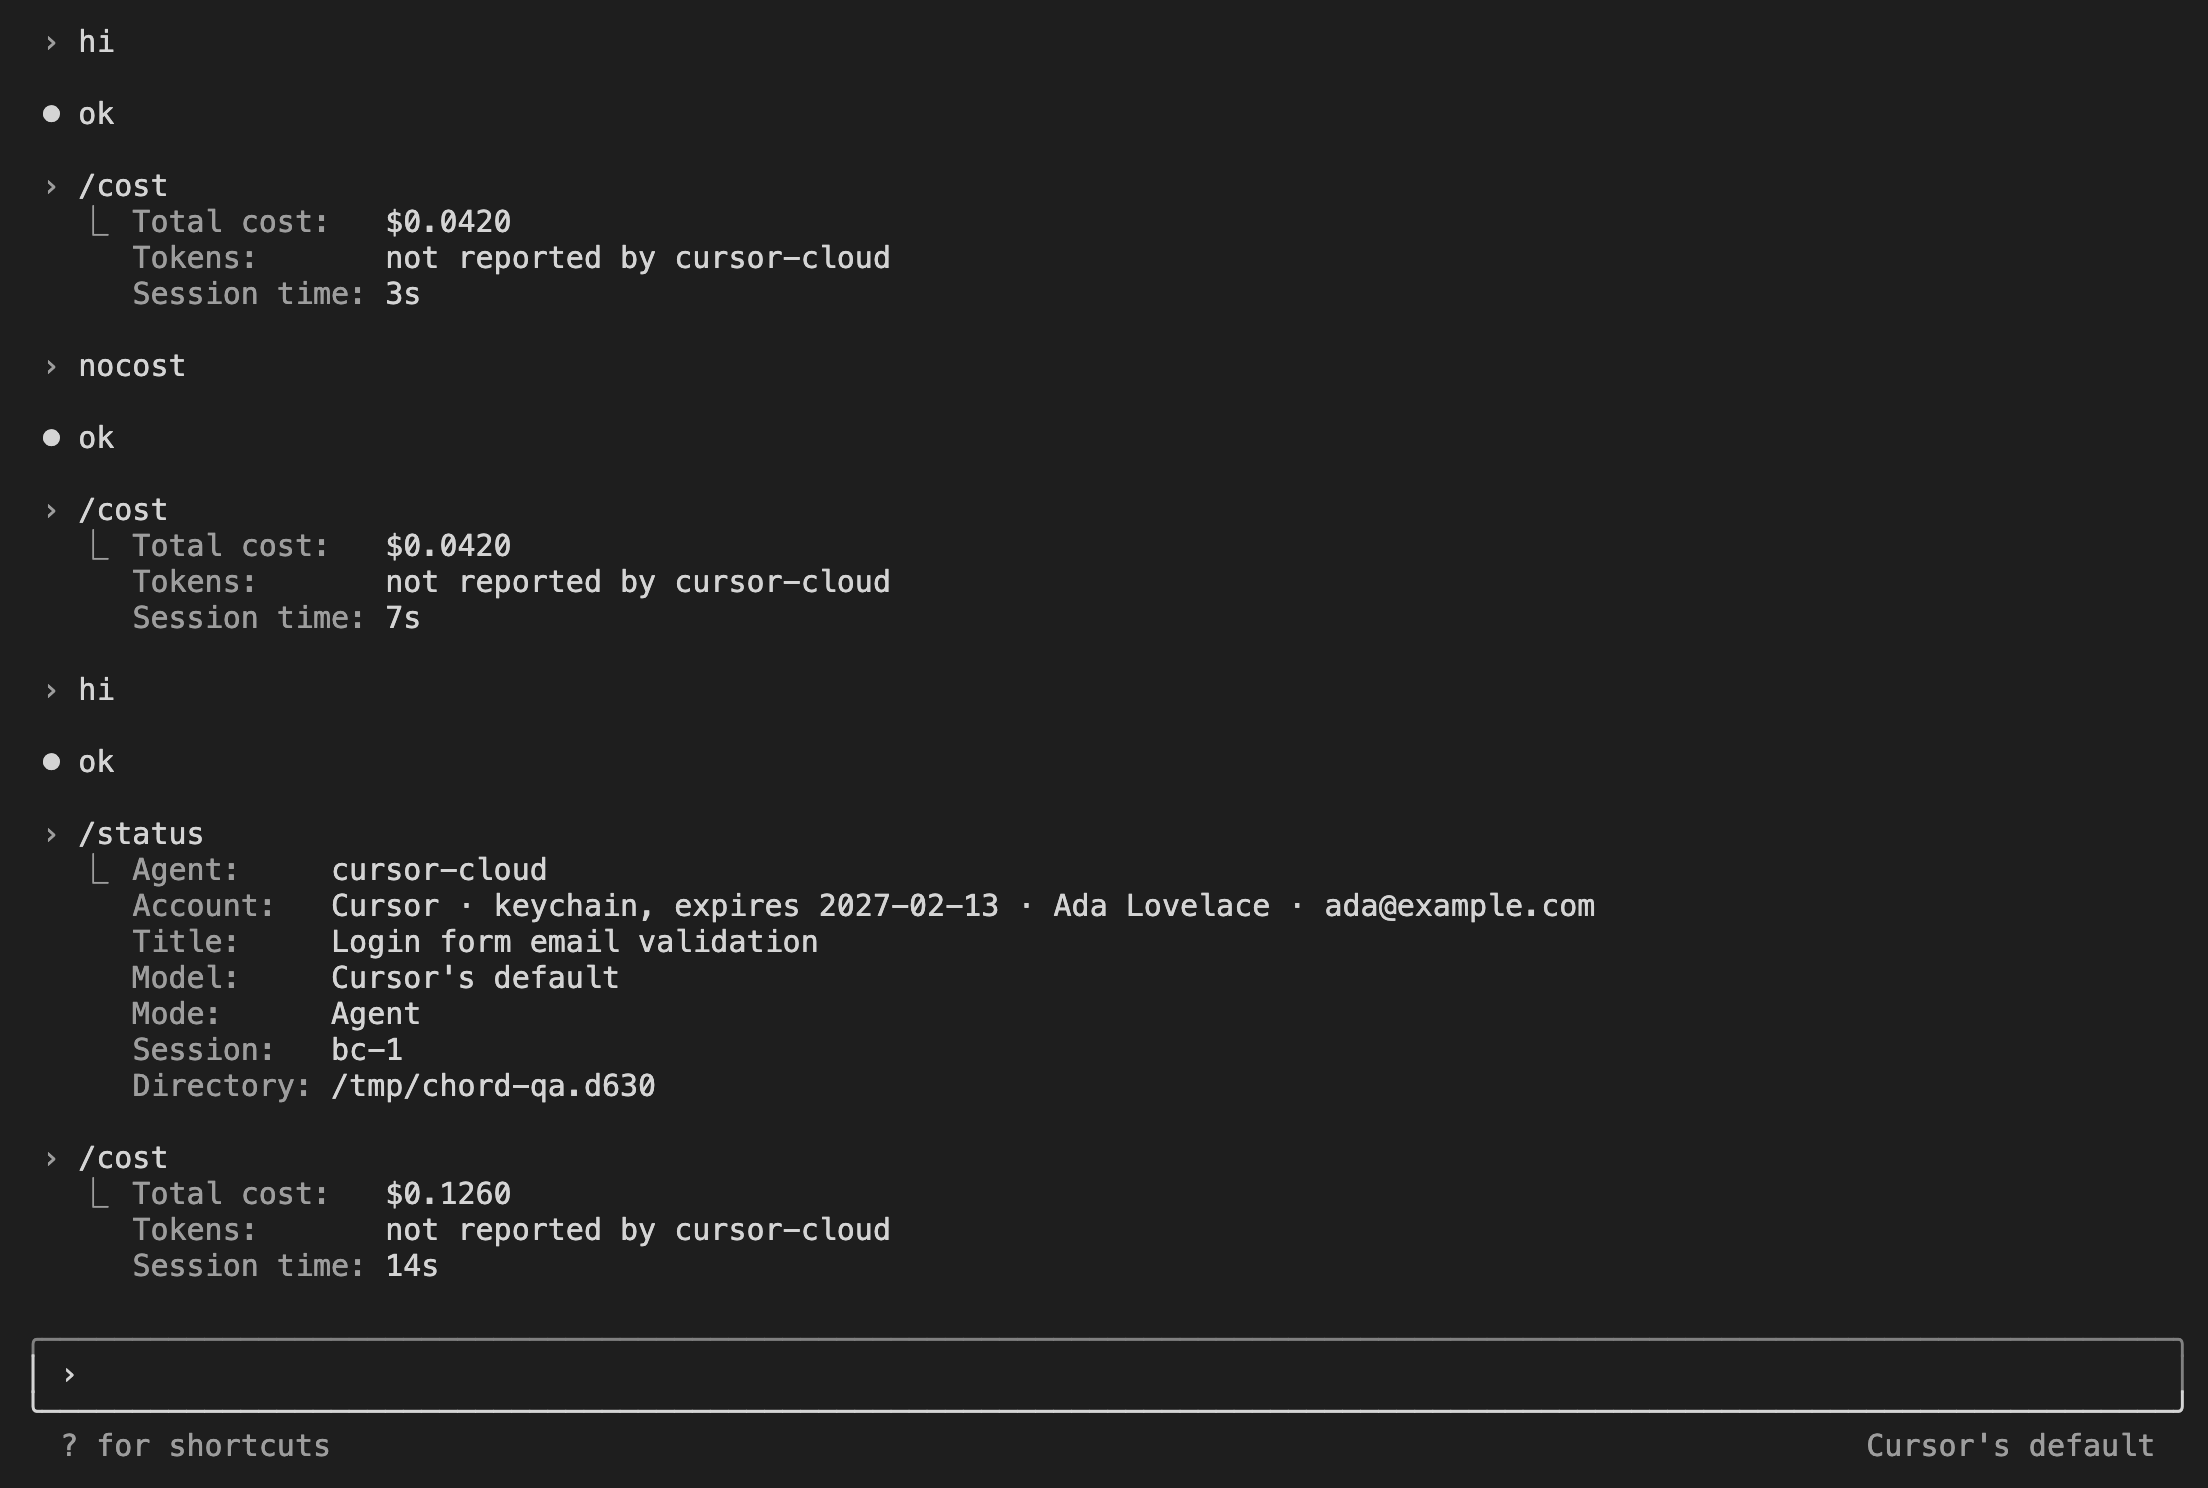 › hi
● ok
› /cost
⎿ Total cost: $0.0420
Tokens: not reported by cursor-cloud
Session time: 3s
› nocost
● ok
› /cost
⎿ Total cost: $0.0420
Tokens: not reported by cursor-cloud
Session time: 7s
› hi
● ok
› /status
⎿ Agent: cursor-cloud
Account: Cursor · keychain, expires 2027-02-13 · Ada Lovelace · ada@example.com
Title: Login form email validation
Model: Cursor's default
Mode: Agent
Session: bc-1
Directory: /tmp/chord-qa.d630
› /cost
⎿ Total cost: $0.1260
Tokens: not reported by cursor-cloud
Session time: 14s
›
? for shortcuts Cursor's default